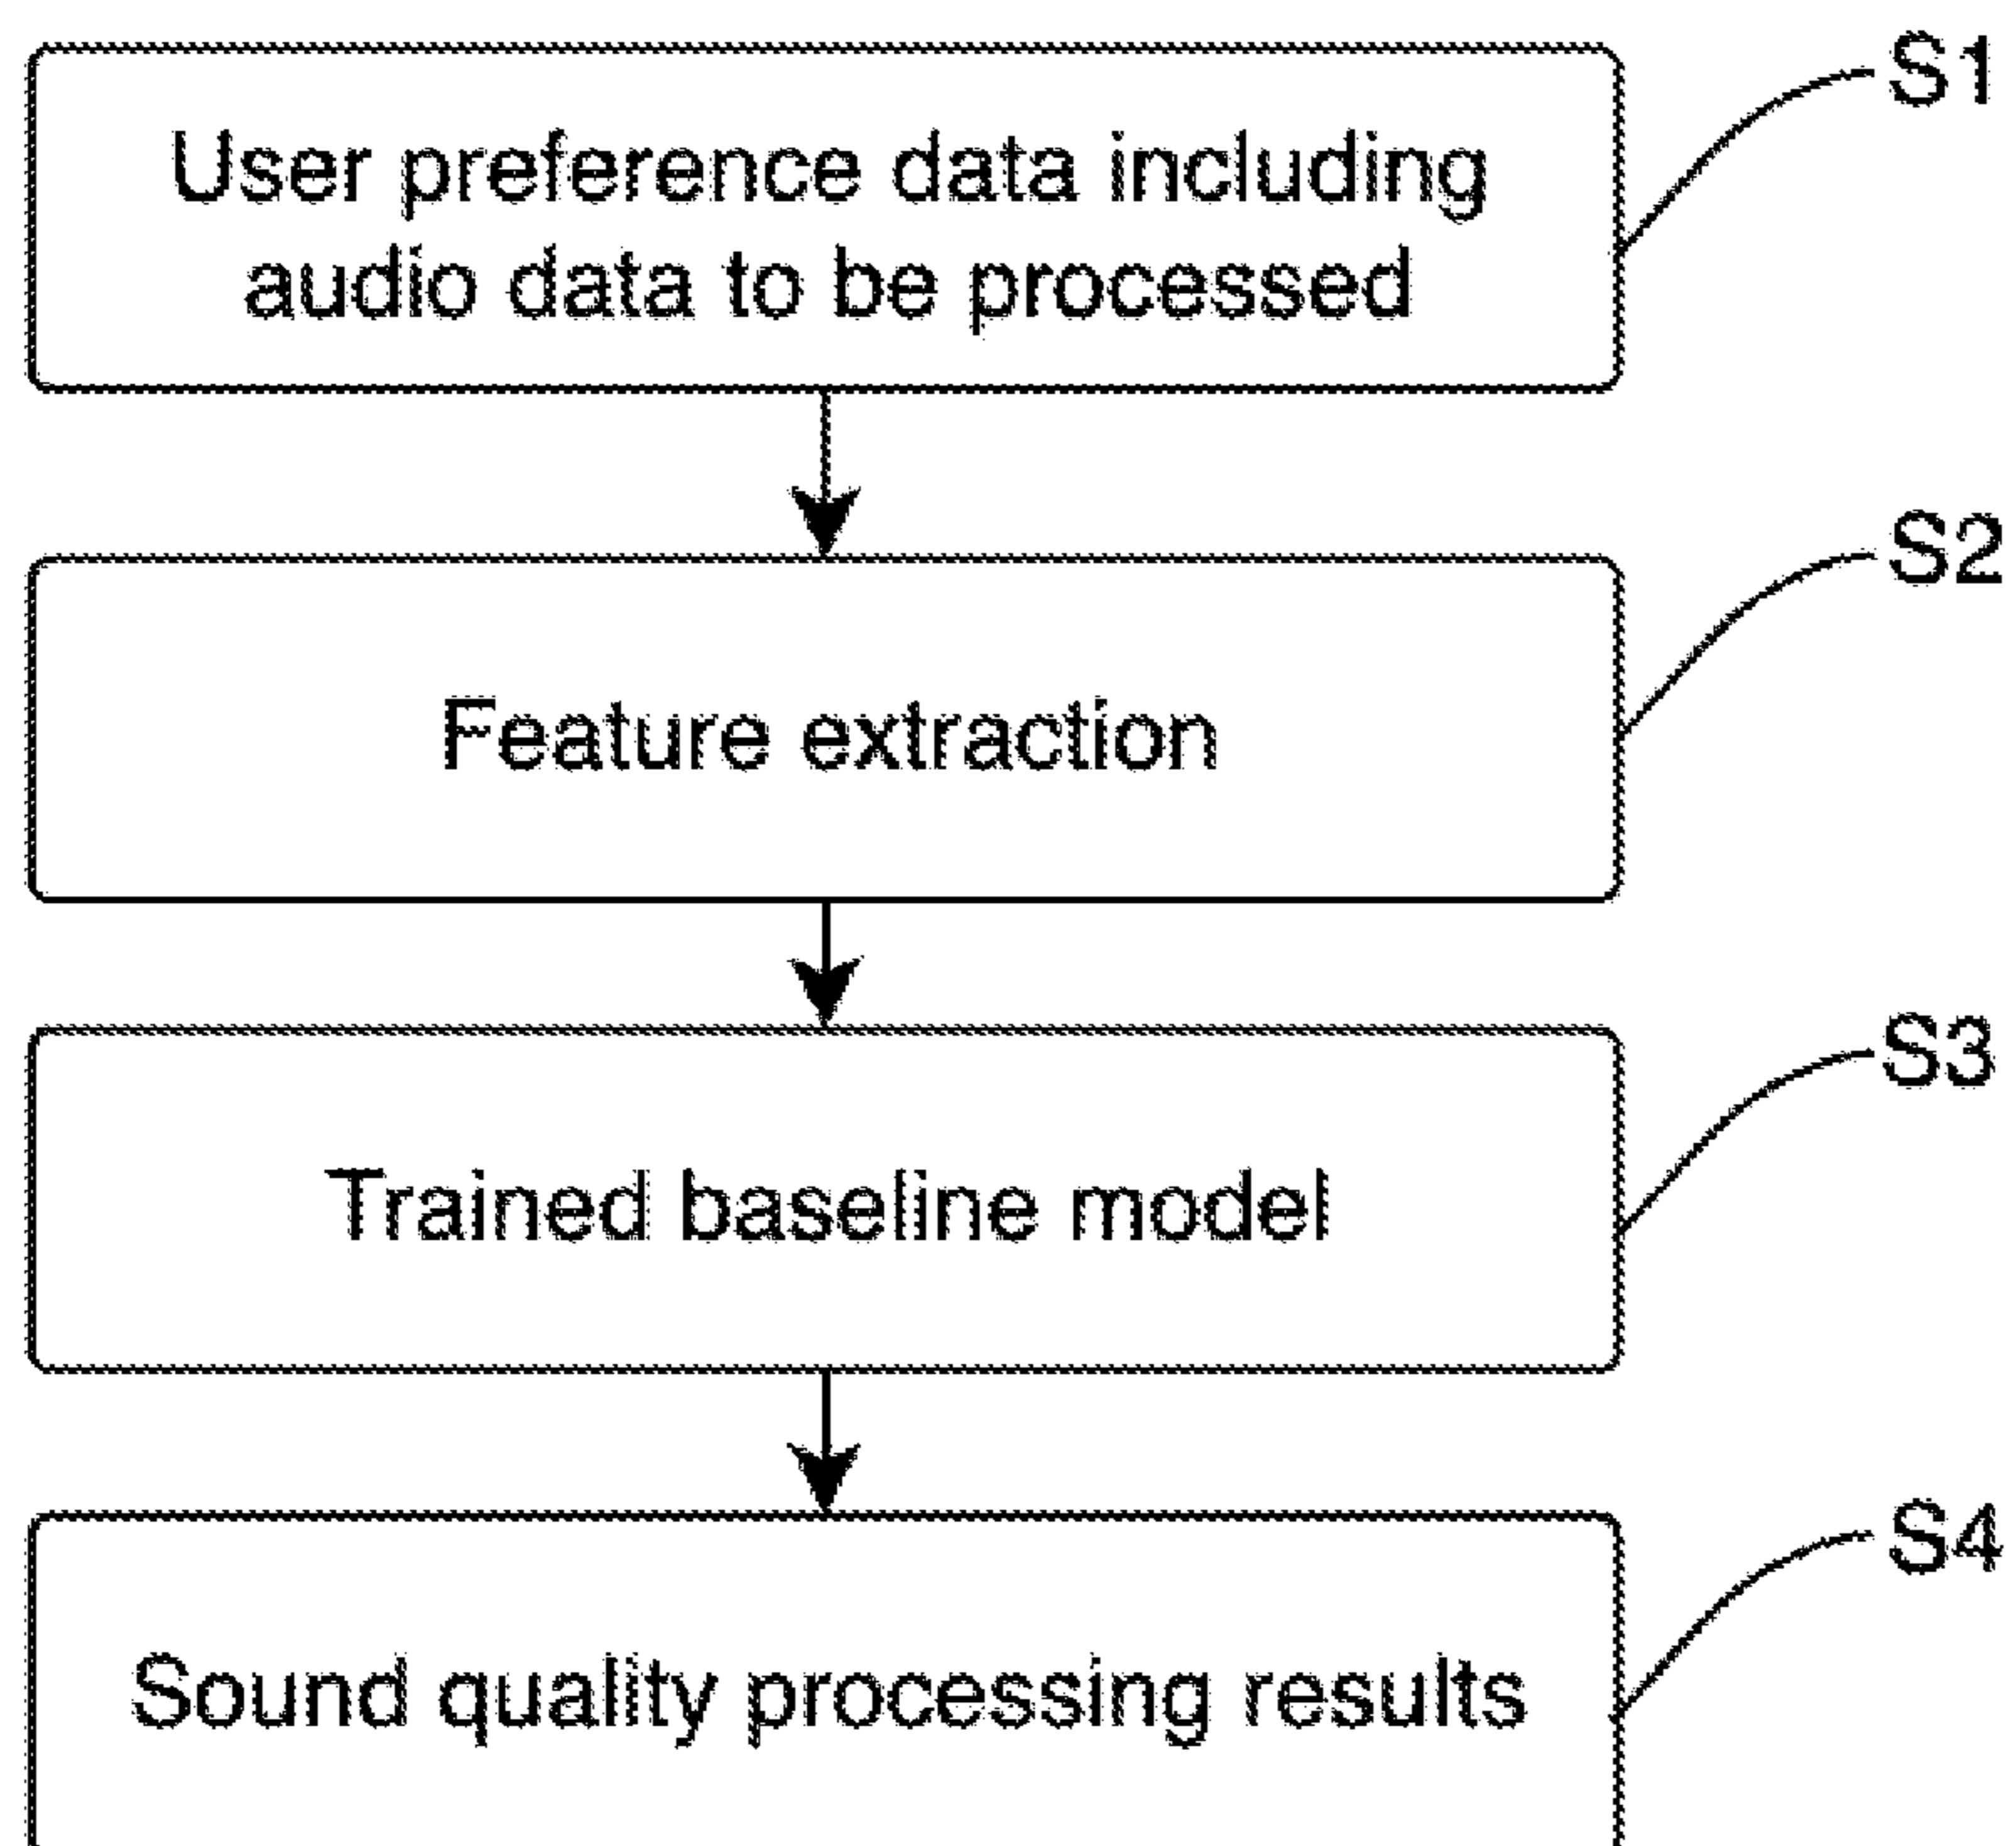 S1
User preference data including
audio data to be processed
S2
Feature extraction
S3
Trained baseline model
S4
Sound quality processing results